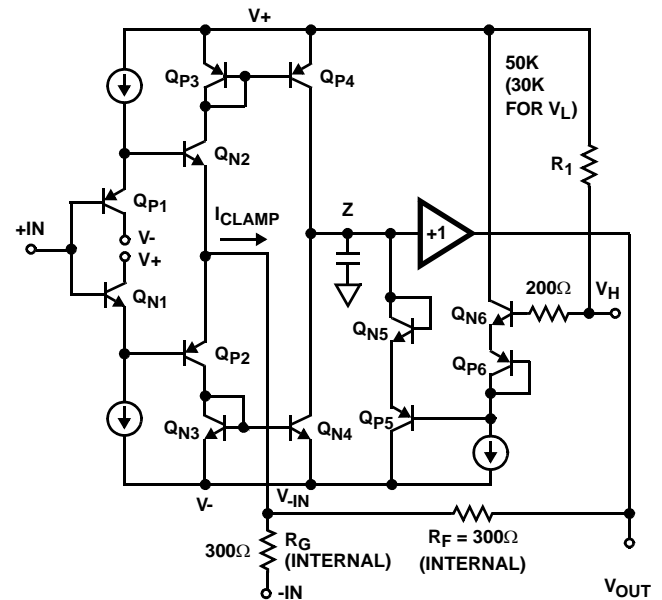 V+
50K
(30K
FOR VL)
QP3
QP4
QN2
R1
QP1
ICLAMP
Z
+IN
V-
V+
+1
200Ω
VH
QN1
QN5
QN6
QP2
QP6
QN3
QN4
QP5
V-
V-IN
300Ω
RG
(INTERNAL)
RF = 300Ω
(INTERNAL)
-IN
VOUT